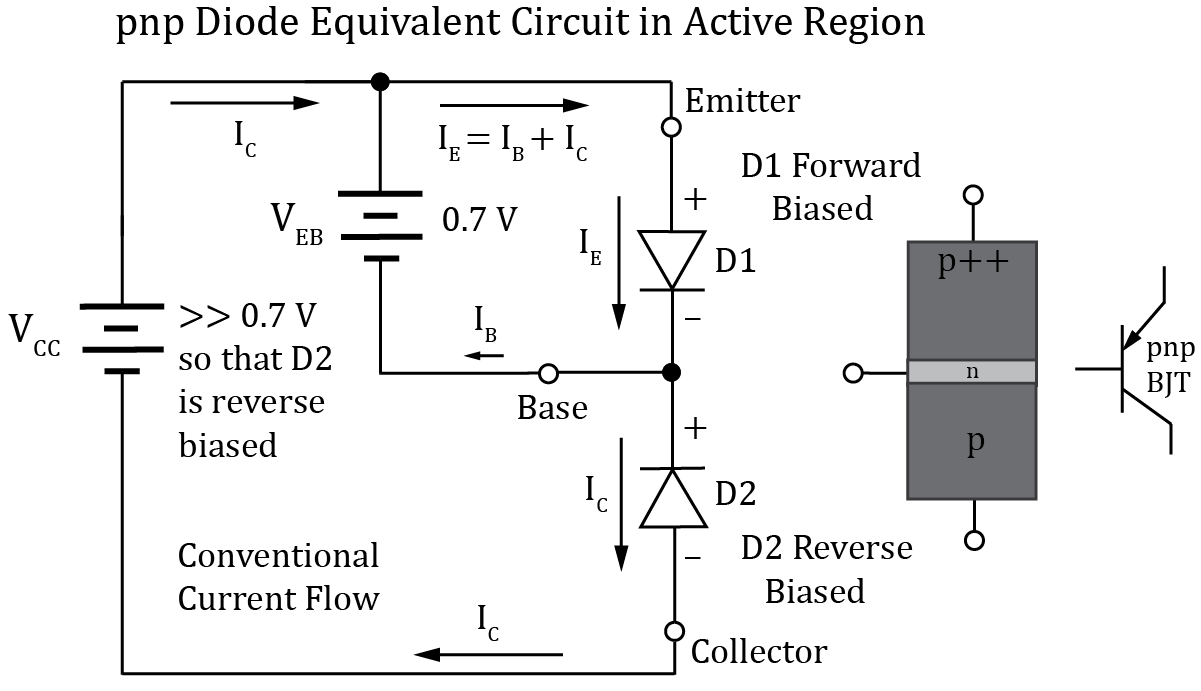 pnp Diode Equivalent Circuit in Active Region
Emitter
I_C
I_E = I_B + I_C
D1 Forward
Biased
+
V_EB
0.7 V
I_E
D1
p++
V_CC
>> 0.7 V
so that D2
is reverse
biased
I_B
–
pnp
BJT
n
Base
+
p
I_C
D2
Conventional
Current Flow
–
D2 Reverse
Biased
I_C
Collector